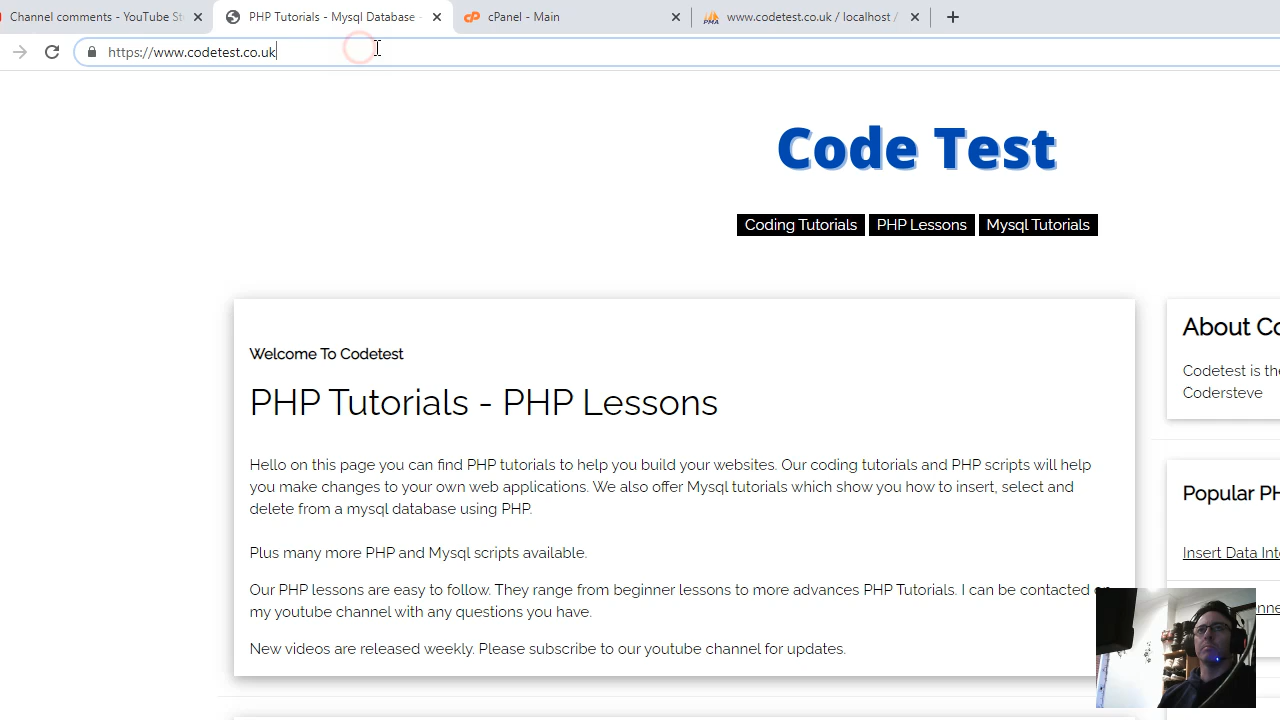 Channel comments - YouTube St
PHP Tutorials - Mysql Database -
cPanel - Main
www.codetest.co.uk / localhost /
https://www.codetest.co.uk
Code Test
Coding Tutorials
PHP Lessons
Mysql Tutorials
Welcome To Codetest
PHP Tutorials - PHP Lessons
Hello on this page you can find PHP tutorials to help you build your websites. Our coding tutorials and PHP scripts will help
you make changes to your own web applications. We also offer Mysql tutorials which show you how to insert, select and
delete from a mysql database using PHP.
Plus many more PHP and Mysql scripts available.
Our PHP lessons are easy to follow. They range from beginner lessons to more advances PHP Tutorials. I can be contacted
my youtube channel with any questions you have.
New videos are released weekly. Please subscribe to our youtube channel for updates.
About Co
Codetest is the
Codersteve
Popular PH
Insert Data Int